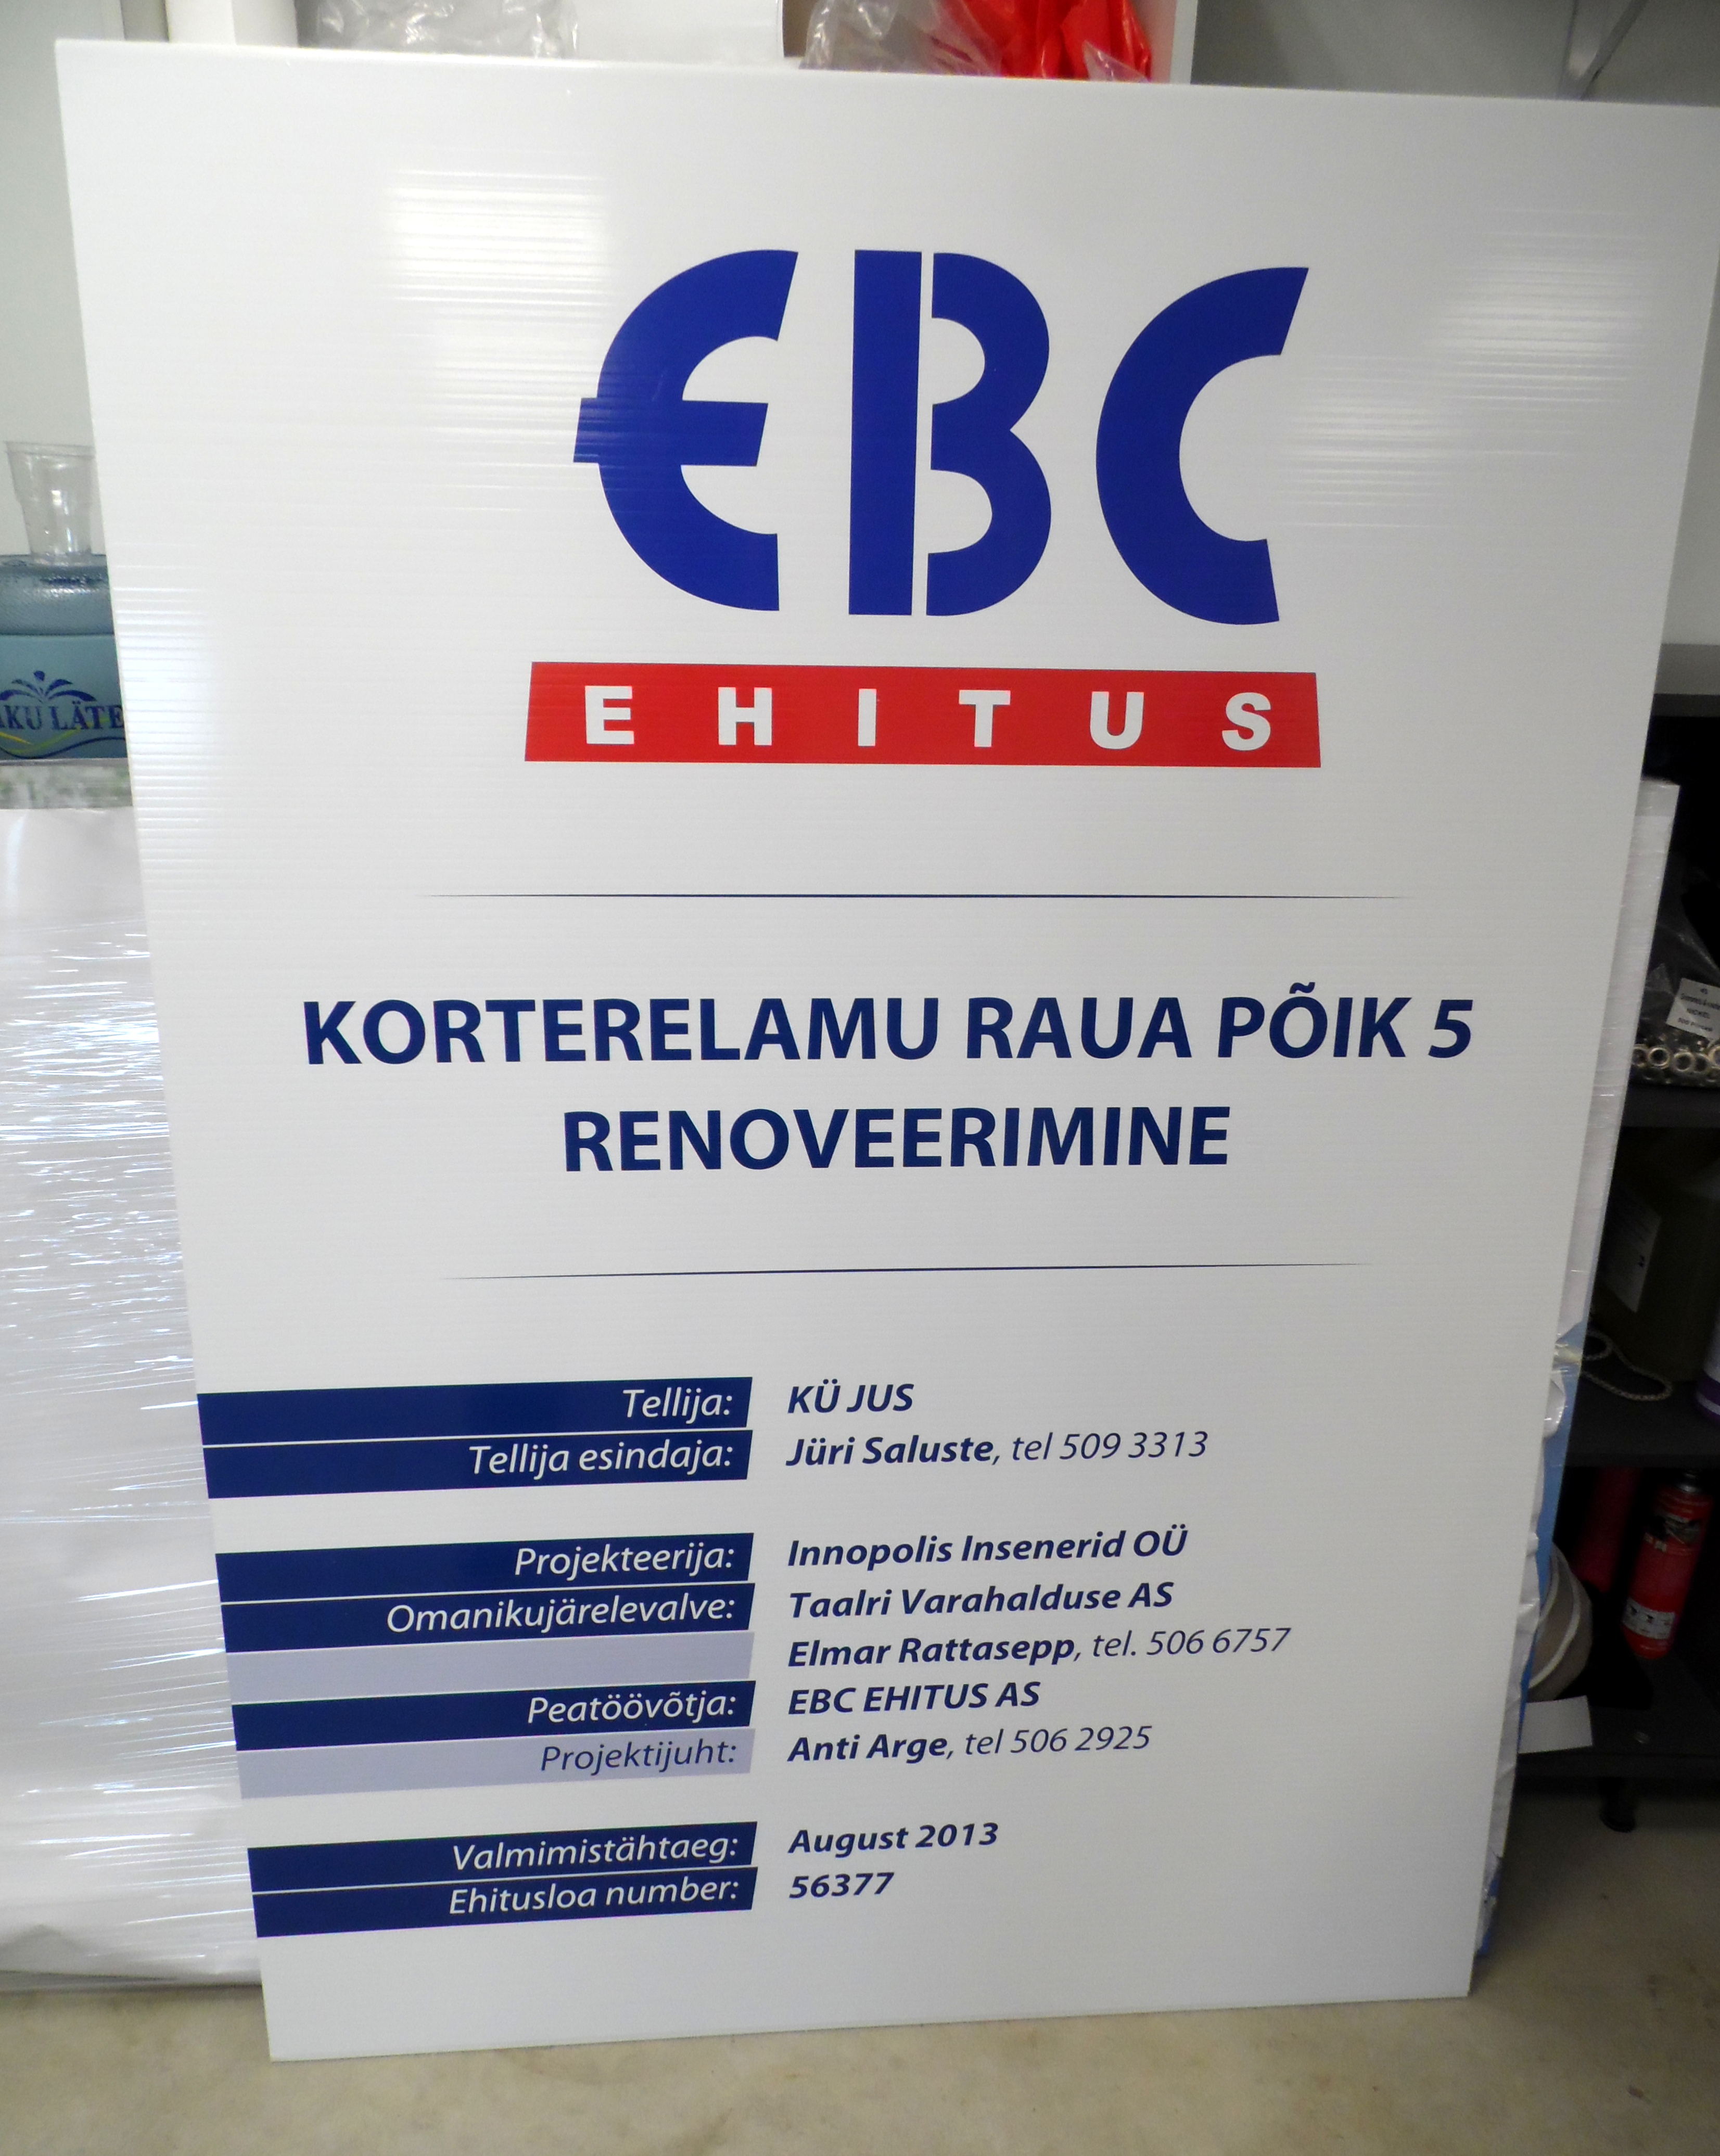 EBC
EHITUS
KORTERELAMU RAUA PÕIK 5
RENOVEERIMINE
Tellija: KÜ JUS
Tellija esindaja: Jüri Saluste, tel 509 3313
Projekteerija: Innopolis Insenerid OÜ
Omanikujärelevalve: Taalri Varahalduse AS
Elmar Rattasepp, tel. 506 6757
Peatöövõtja: EBC EHITUS AS
Projektijuht: Anti Arge, tel 506 2925
Valmimistähtaeg: August 2013
Ehitusloa number: 56377
LÄTE